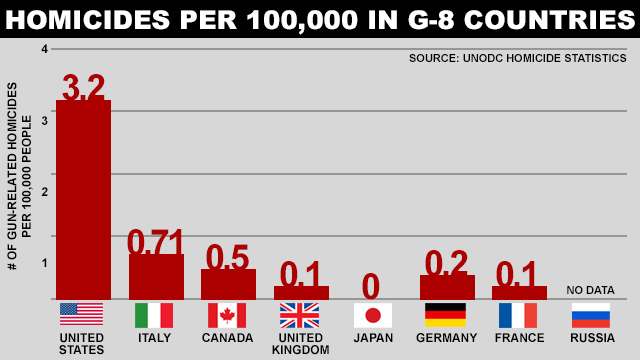 HOMICIDES PER 100,000 IN G-8 COUNTRIES
SOURCE: UNODC HOMICIDE STATISTICS
# OF GUN-RELATED HOMICIDES
PER 100,000 PEOPLE
4
3
2
1
3.2
0.71
0.5
0.1
0
0.2
0.1
NO DATA
UNITED
STATES
ITALY
CANADA
UNITED
KINGDOM
JAPAN
GERMANY
FRANCE
RUSSIA